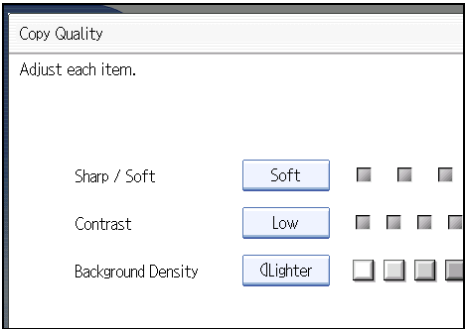 Copy Quality
Adjust each item.
Sharp / Soft Soft
Contrast Low
Background Density Lighter